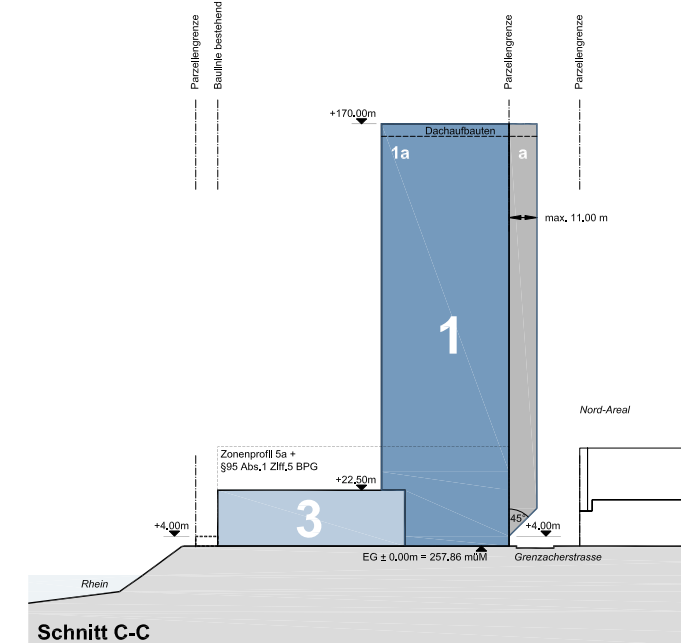 Parzellengrenze
Baulinie bestehend
Parzellengrenze
Parzellengrenze
+170.00m
Dachaufbauten
1a
a
max. 11.00 m
1
Nord-Areal
Zonenprofil 5a +
§95 Abs.1 Ziff.5 BPG
+22.50m
3
45°
+4.00m
+4.00m
EG ± 0.00m = 257.86 müM
Grenzacherstrasse
Rhein
Schnitt C-C